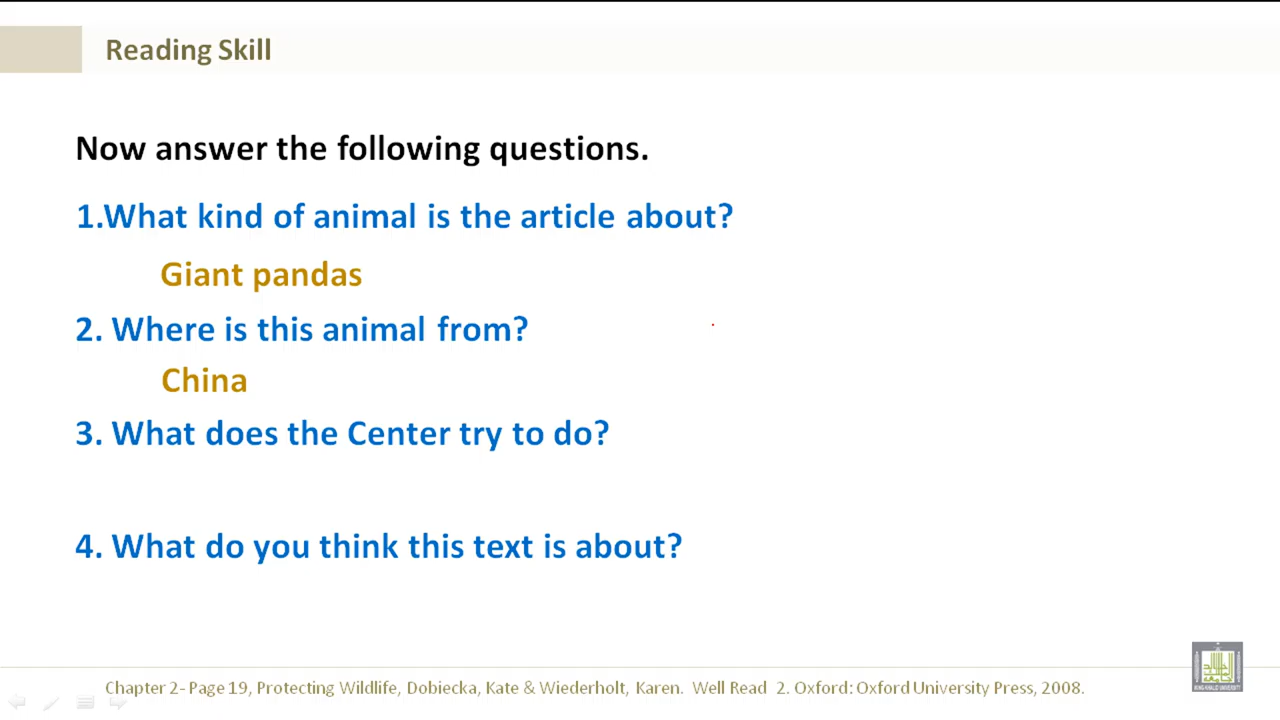 Reading Skill
Now answer the following questions.
1.What kind of animal is the article about?
Giant pandas
2. Where is this animal from?
China
3. What does the Center try to do?
4. What do you think this text is about?
Chapter 2- Page 19, Protecting Wildlife, Dobiecka, Kate & Wiederholt, Karen. Well Read 2. Oxford: Oxford University Press, 2008.
KING KHALID UNIVERSITY